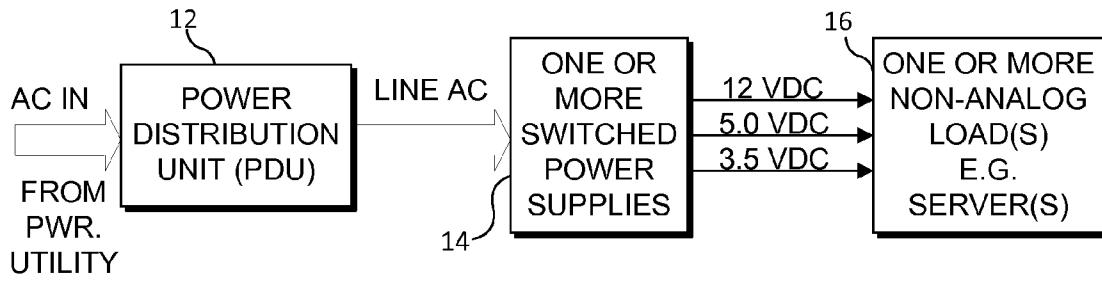 12
AC IN
FROM
PWR.
UTILITY
POWER
DISTRIBUTION
UNIT (PDU)
LINE AC
14
ONE OR
MORE
SWITCHED
POWER
SUPPLIES
12 VDC
5.0 VDC
3.5 VDC
16
ONE OR MORE
NON-ANALOG
LOAD(S)
E.G.
SERVER(S)